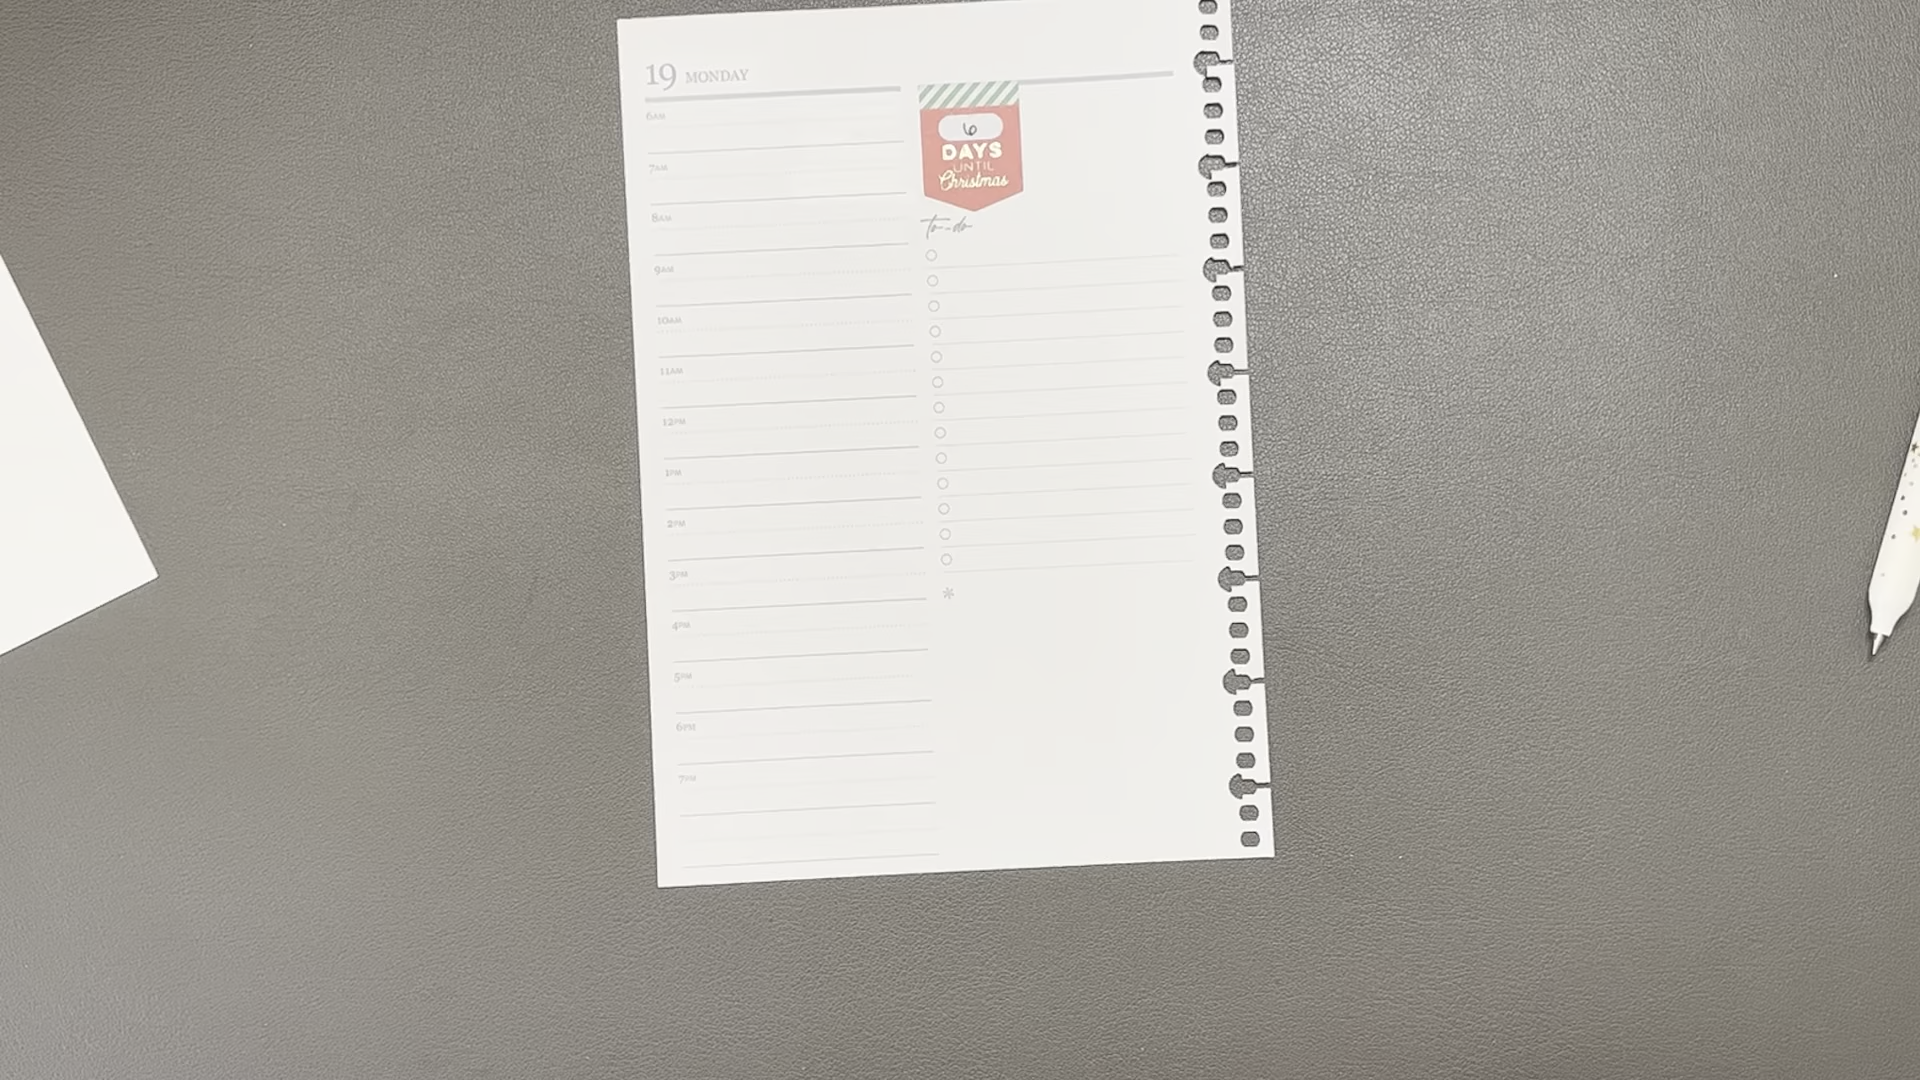 19 MONDAY
6AM
7AM
8AM
9AM
10AM
11AM
12PM
1PM
2PM
3PM
4PM
5PM
6PM
7PM
6
DAYS
UNTIL
Christmas
to-do
*